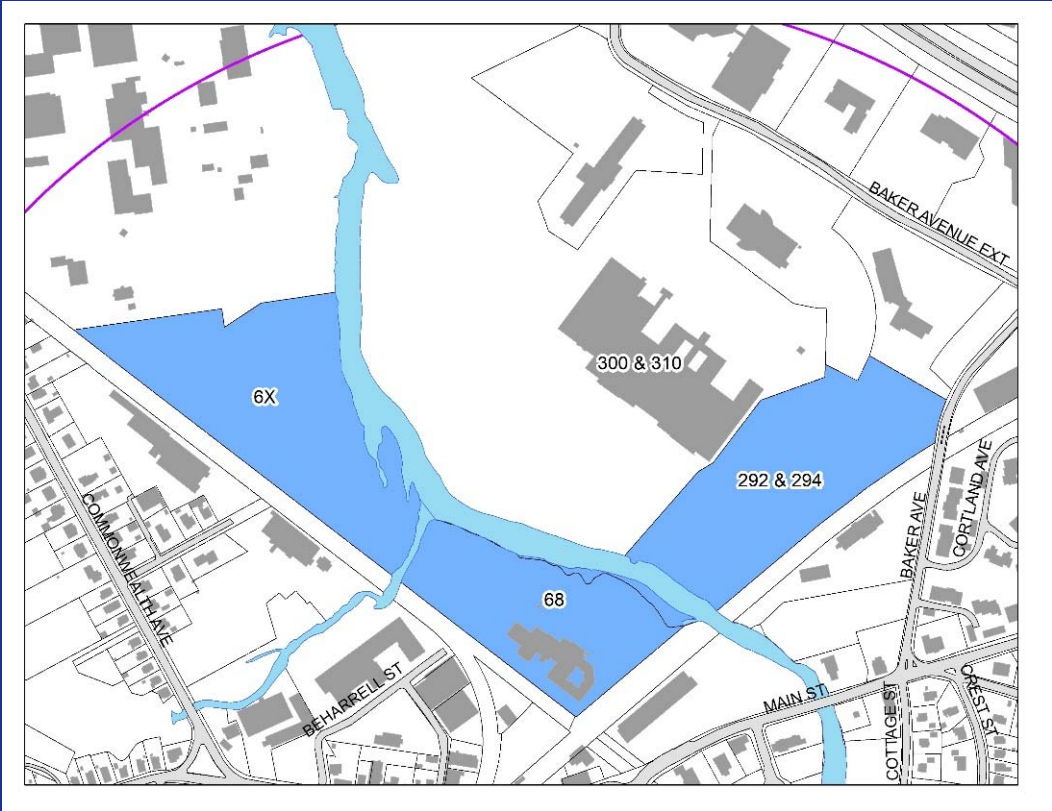 BAKER AVENUE EXT
300 & 310
6X
292 & 294
COMMONWEALTH AVE
BAKER AVE
CORTLAND AVE
68
BEHARRELL ST
MAIN ST
COTTAGE ST
CREST ST